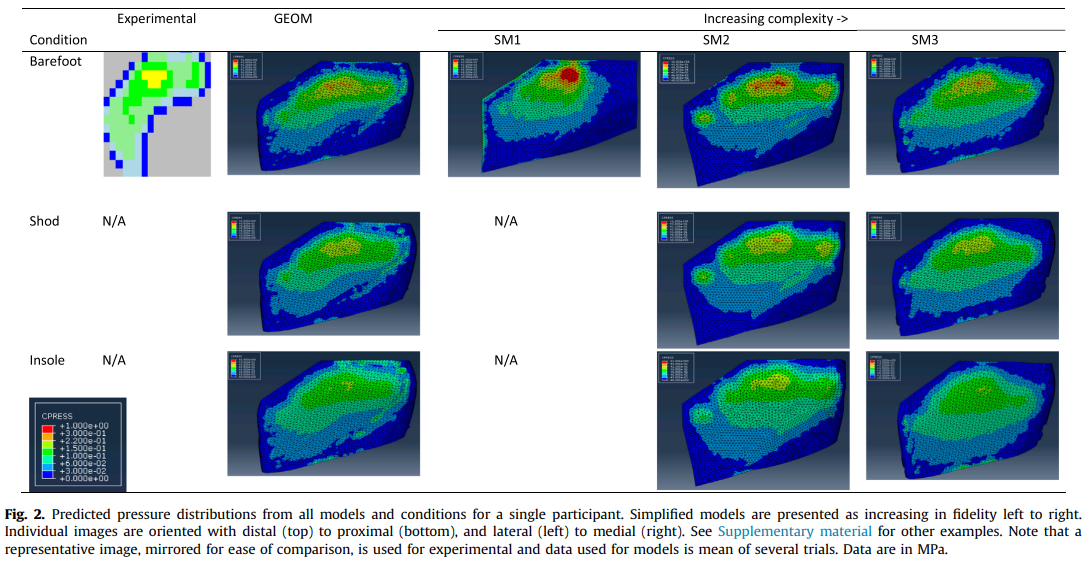 Experimental GEOM Increasing complexity ->
Condition SM1 SM2 SM3
Barefoot
Shod N/A N/A
Insole N/A N/A
CPRESS
+1.000e+00
+3.000e-01
+2.200e-01
+1.500e-01
+1.000e-01
+6.000e-02
+3.000e-02
+0.000e+00
Fig. 2. Predicted pressure distributions from all models and conditions for a single participant. Simplified models are presented as increasing in fidelity left to right.
Individual images are oriented with distal (top) to proximal (bottom), and lateral (left) to medial (right). See Supplementary material for other examples. Note that a
representative image, mirrored for ease of comparison, is used for experimental and data used for models is mean of several trials. Data are in MPa.